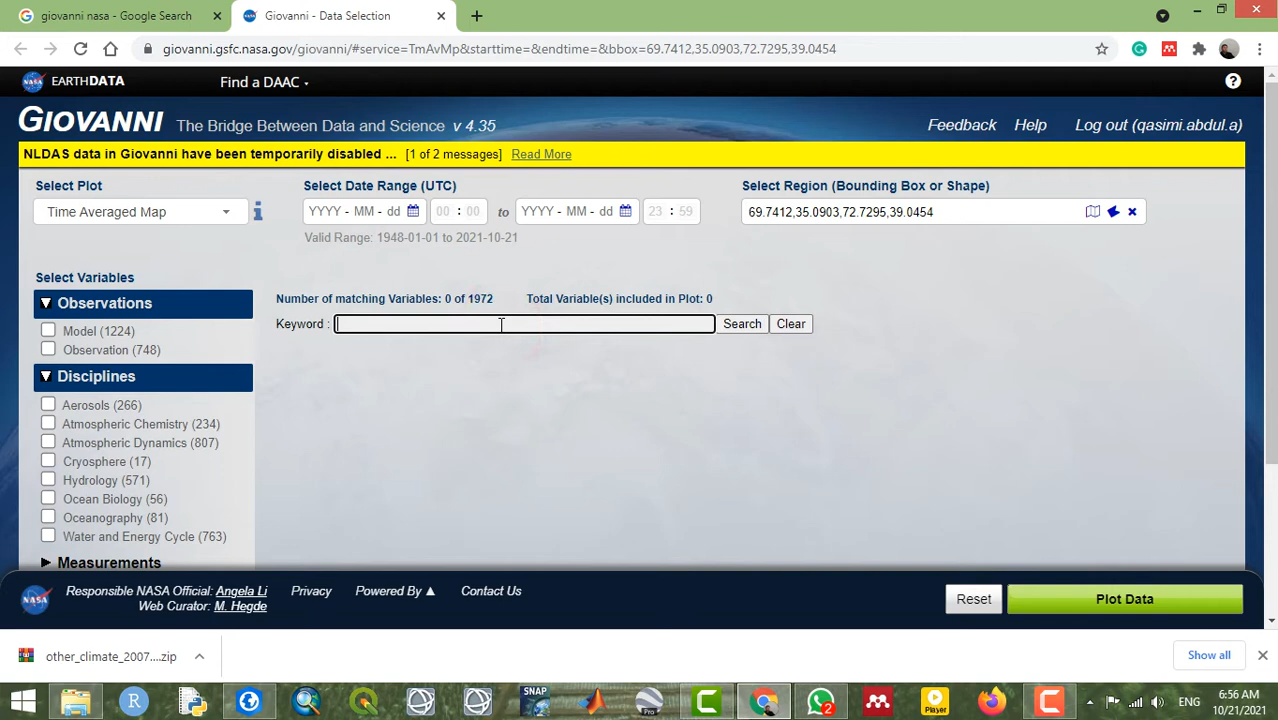 giovanni nasa - Google Search
Giovanni - Data Selection
giovanni.gsfc.nasa.gov/giovanni/#service=TmAvMp&starttime=&endtime=&bbox=69.7412,35.0903,72.7295,39.0454
NASA EARTHDATA
Find a DAAC
?
GIOVANNI The Bridge Between Data and Science v 4.35
Feedback Help Log out (qasimi.abdul.a)
NLDAS data in Giovanni have been temporarily disabled ... [1 of 2 messages] Read More
Select Plot
Select Date Range (UTC)
Select Region (Bounding Box or Shape)
Time Averaged Map
i
YYYY - MM - dd 00 : 00 to YYYY - MM - dd 23 : 59
69.7412,35.0903,72.7295,39.0454
Valid Range: 1948-01-01 to 2021-10-21
Select Variables
Number of matching Variables: 0 of 1972 Total Variable(s) included in Plot: 0
Keyword :
Search
Clear
Observations
Model (1224)
Observation (748)
Disciplines
Aerosols (266)
Atmospheric Chemistry (234)
Atmospheric Dynamics (807)
Cryosphere (17)
Hydrology (571)
Ocean Biology (56)
Oceanography (81)
Water and Energy Cycle (763)
Measurements
NASA
Responsible NASA Official: Angela Li
Web Curator: M. Hegde
Privacy
Powered By ▲
Contact Us
Reset
Plot Data
other_climate_2007....zip
Show all
R
SNAP
Pro
2
Player
ENG
6:56 AM
10/21/2021